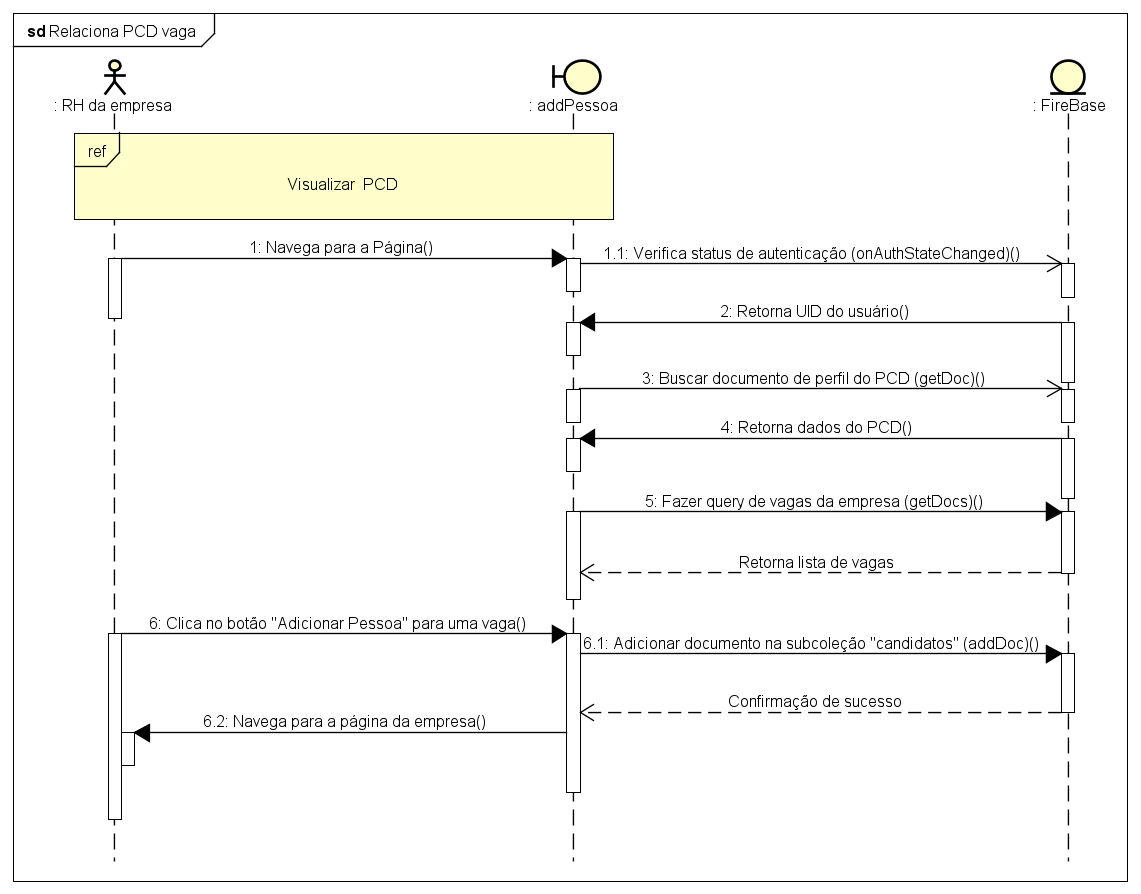 sd Relaciona PCD vaga
: RH da empresa
: addPessoa
: FireBase
ref
Visualizar PCD
1: Navega para a Página()
1.1: Verifica status de autenticação (onAuthStateChanged)()
2: Retorna UID do usuário()
3: Buscar documento de perfil do PCD (getDoc)()
4: Retorna dados do PCD()
5: Fazer query de vagas da empresa (getDocs)()
Retorna lista de vagas
6: Clica no botão "Adicionar Pessoa" para uma vaga()
6.1: Adicionar documento na subcoleção "candidatos" (addDoc)()
Confirmação de sucesso
6.2: Navega para a página da empresa()